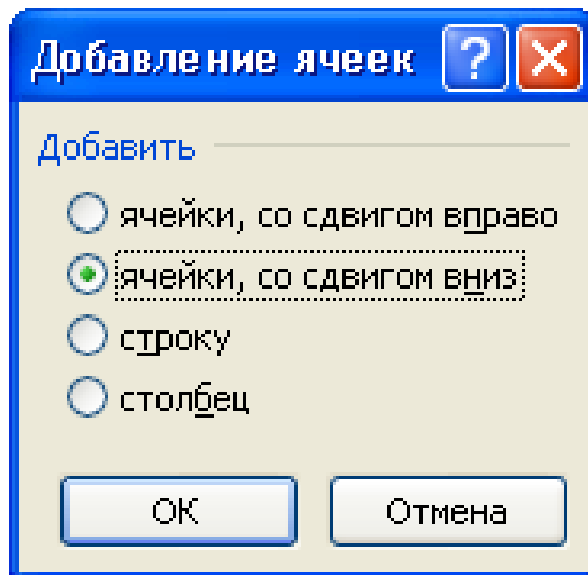 Добавление ячеек ?
Добавить
ячейки, со сдвигом вправо
ячейки, со сдвигом вниз
строку
столбец
ОК Отмена